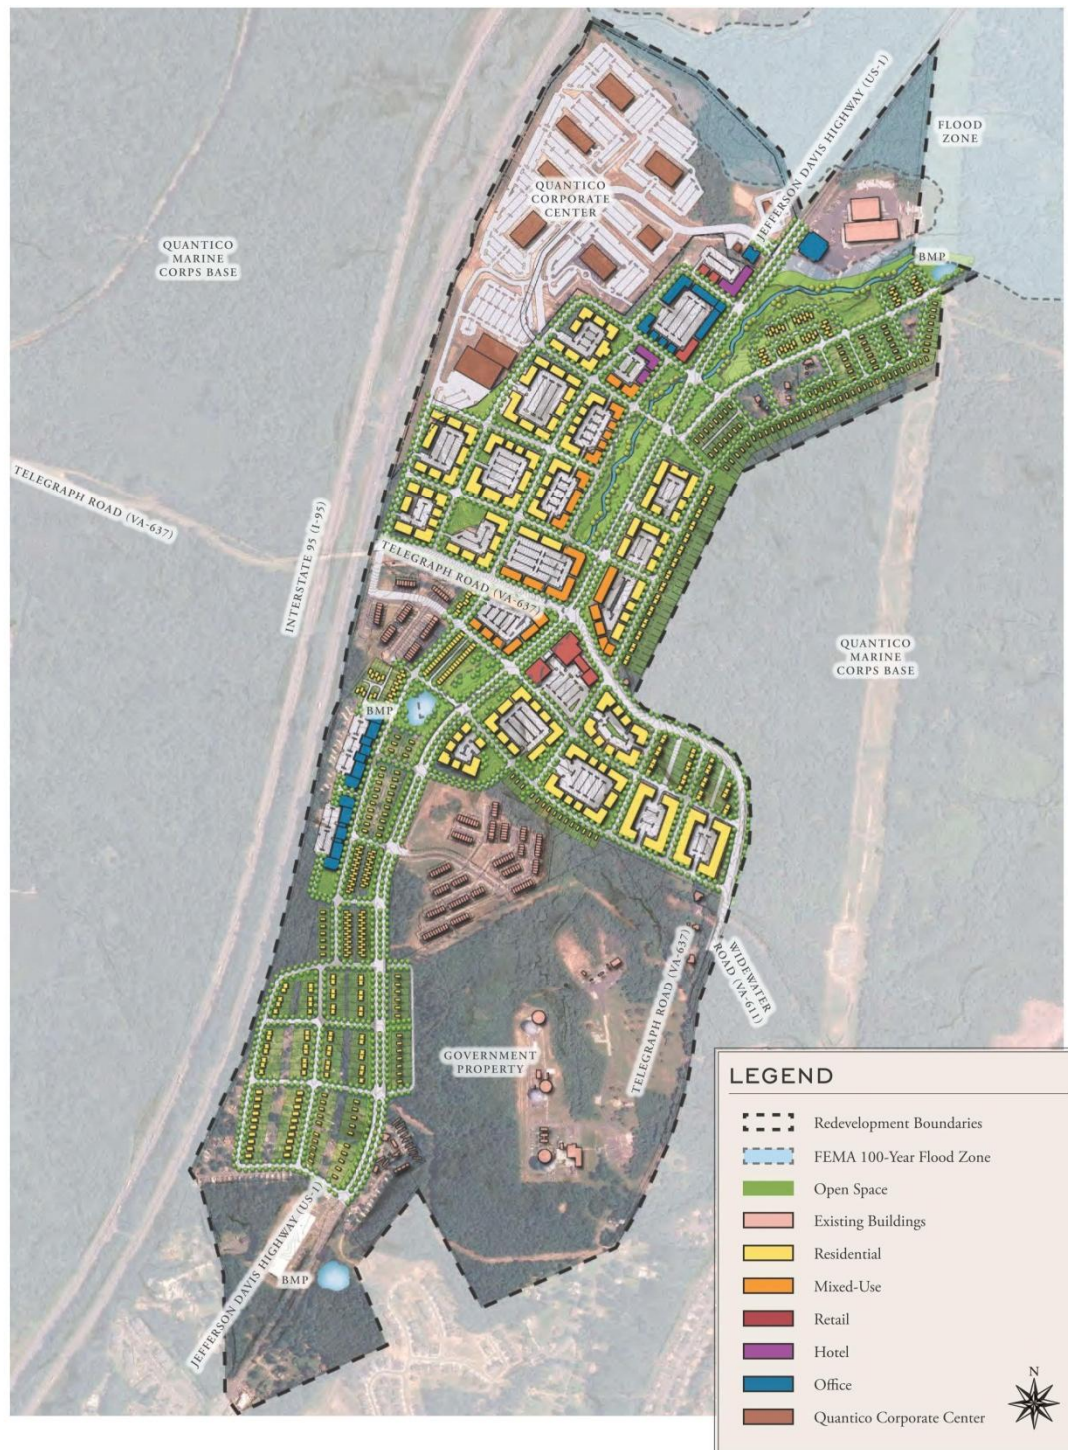 JEFFERSON DAVIS HIGHWAY (US-1)
FLOOD
ZONE
QUANTICO
CORPORATE
CENTER
QUANTICO
MARINE
CORPS BASE
BMP
TELEGRAPH ROAD (VA-637)
INTERSTATE 95 (I-95)
TELEGRAPH ROAD (VA-637)
QUANTICO
MARINE
CORPS BASE
BMP
TELEGRAPH ROAD (VA-637)
WIDEWATER
ROAD (VA-611)
GOVERNMENT
PROPERTY
JEFFERSON DAVIS HIGHWAY (US-1)
BMP
LEGEND
Redevelopment Boundaries
FEMA 100-Year Flood Zone
Open Space
Existing Buildings
Residential
Mixed-Use
Retail
Hotel
Office
Quantico Corporate Center
N